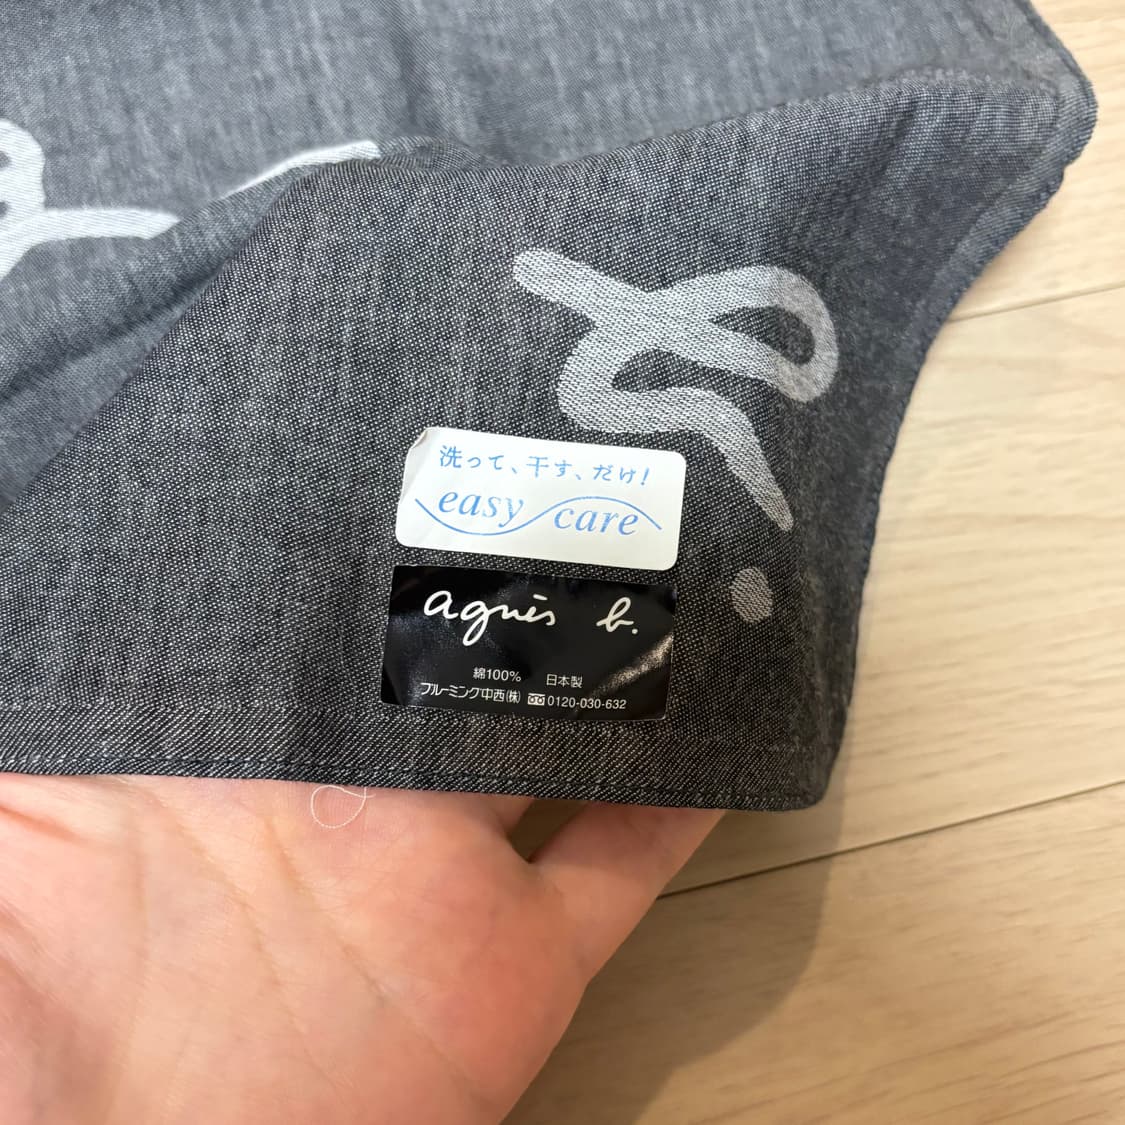 洗って、干す、だけ!
easy care
agnès b.
綿100% 日本製
ブルーミング中西(株) 0120-030-632
b.